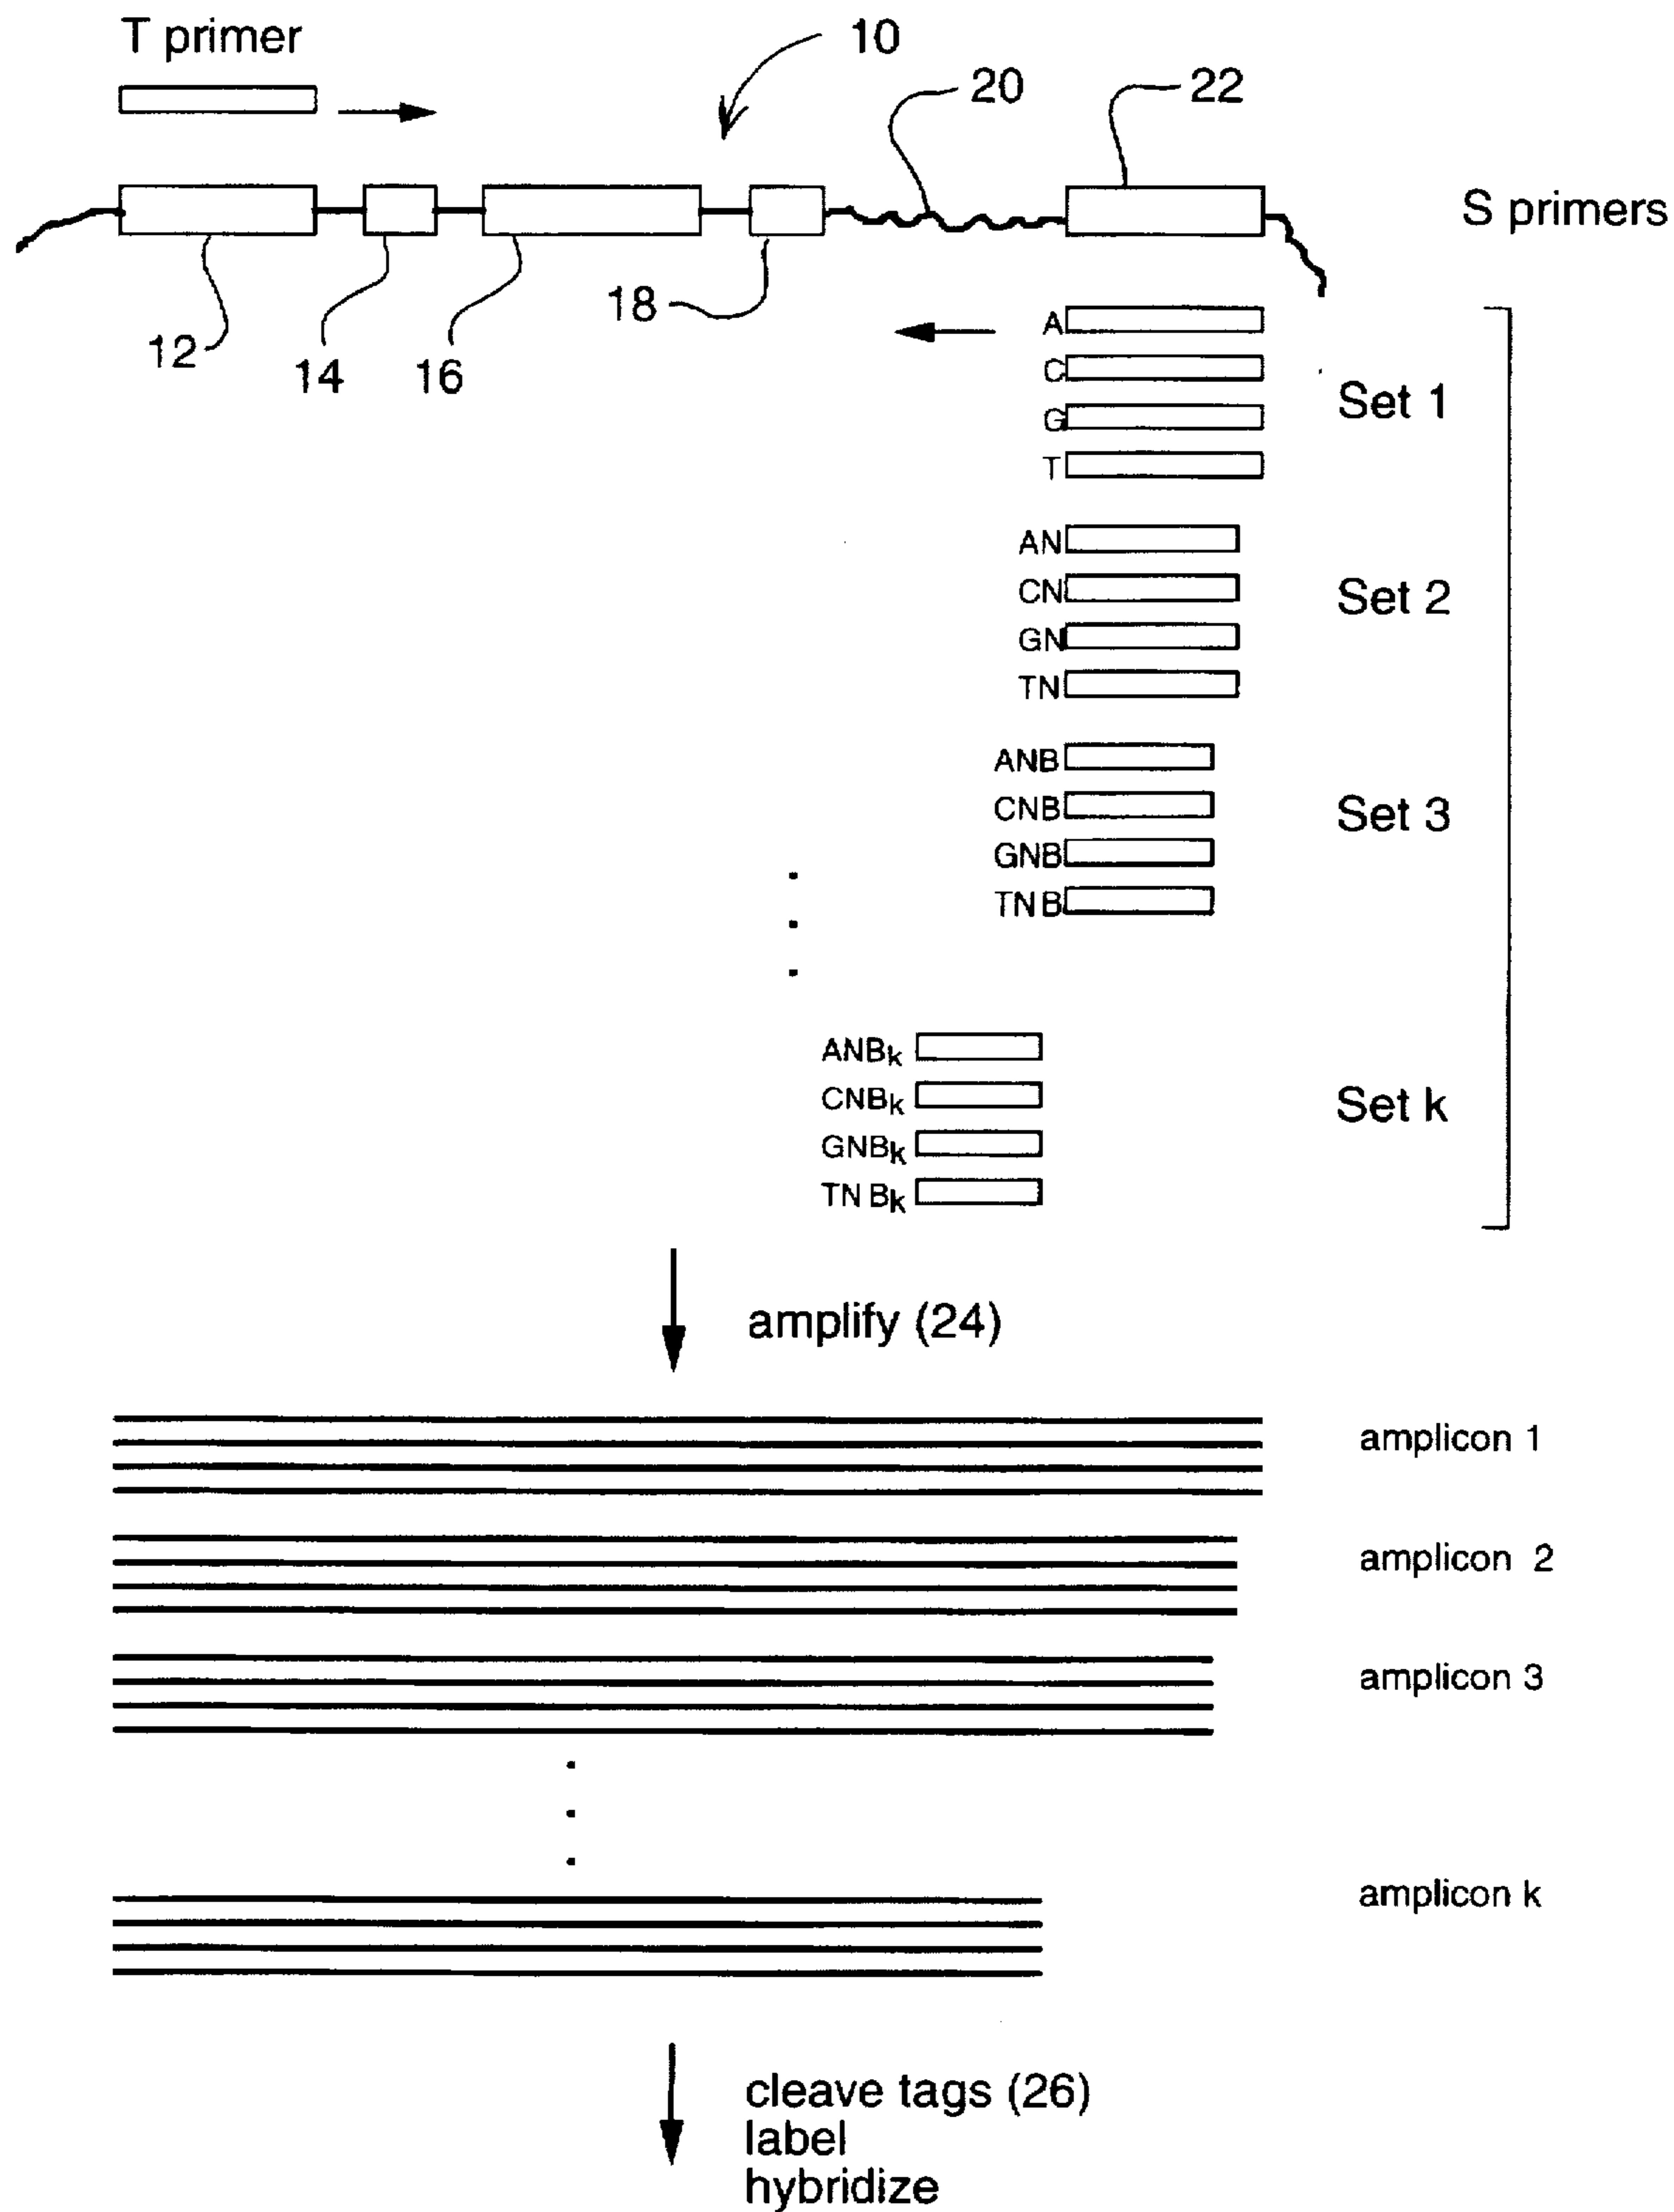 T primer
10
20
22
S primers
12
14
16
18
A
C
G
T
Set 1
AN
CN
GN
TN
Set 2
ANB
CNB
GNB
TNB
Set 3
ANBk
CNBk
GNBk
TNBk
Set k
amplify (24)
amplicon 1
amplicon 2
amplicon 3
amplicon k
cleave tags (26)
label
hybridize